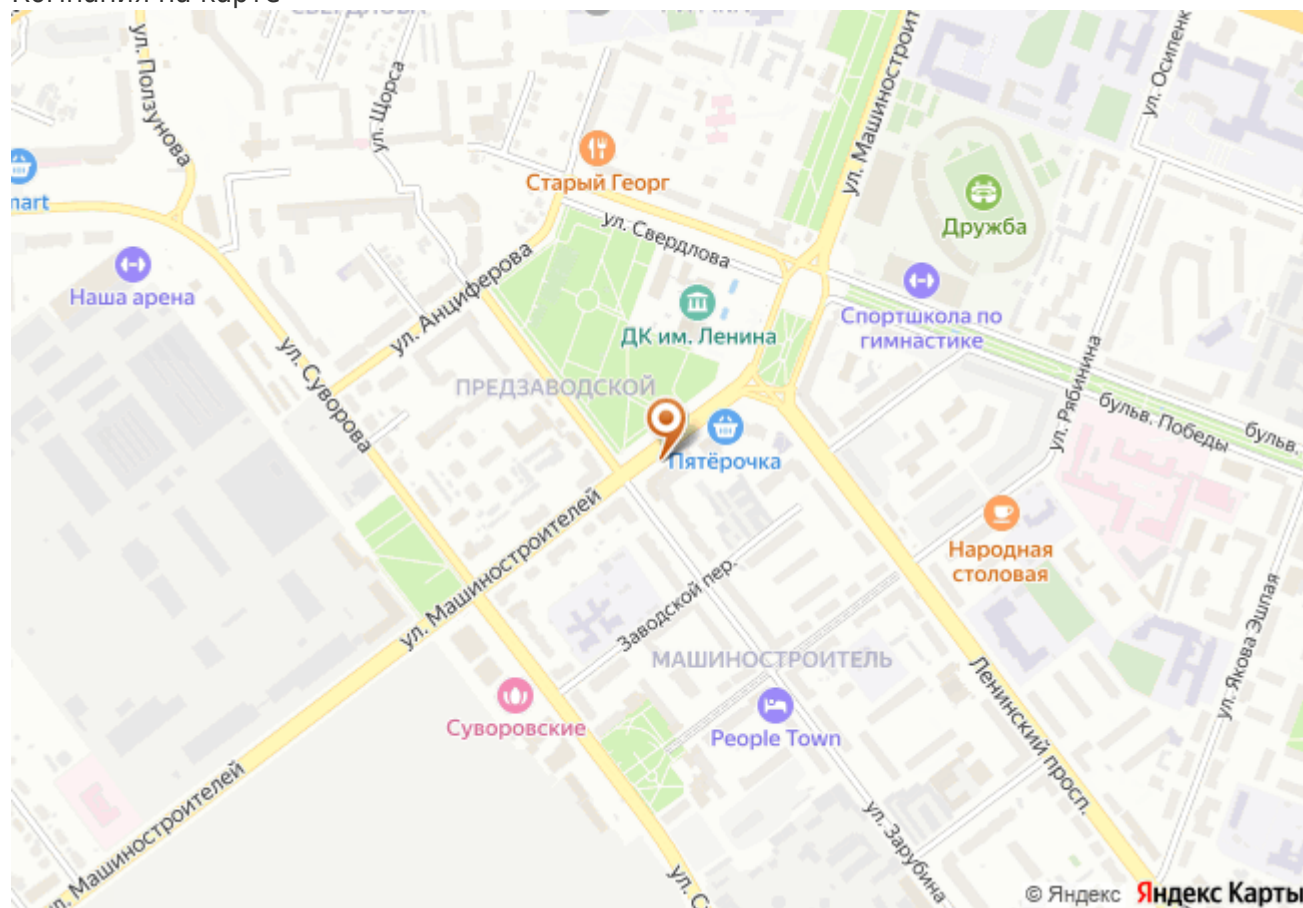 ул. Ползунова
ул. Щорса
ул. Машиностроит
ул. Осипенк
mart
Старый Георг
ул. Свердлова
Дружба
Наша арена
ул. Анциферова
ДК им. Ленина
Спортшкола по
гимнастике
ул. Суворова
ПРЕДЗАВОДСКОЙ
ул. Рябинина
бульв. Победы
бульв.
Пятёрочка
ул. Машиностроителей
Народная
столовая
Заводской пер.
МАШИНОСТРОИТЕЛЬ
ул. Якова Эшпая
Суворовские
People Town
Ленинский просп.
ул. Машиностроителей
ул. Зарубина
ул. С
© Яндекс Яндекс Карты